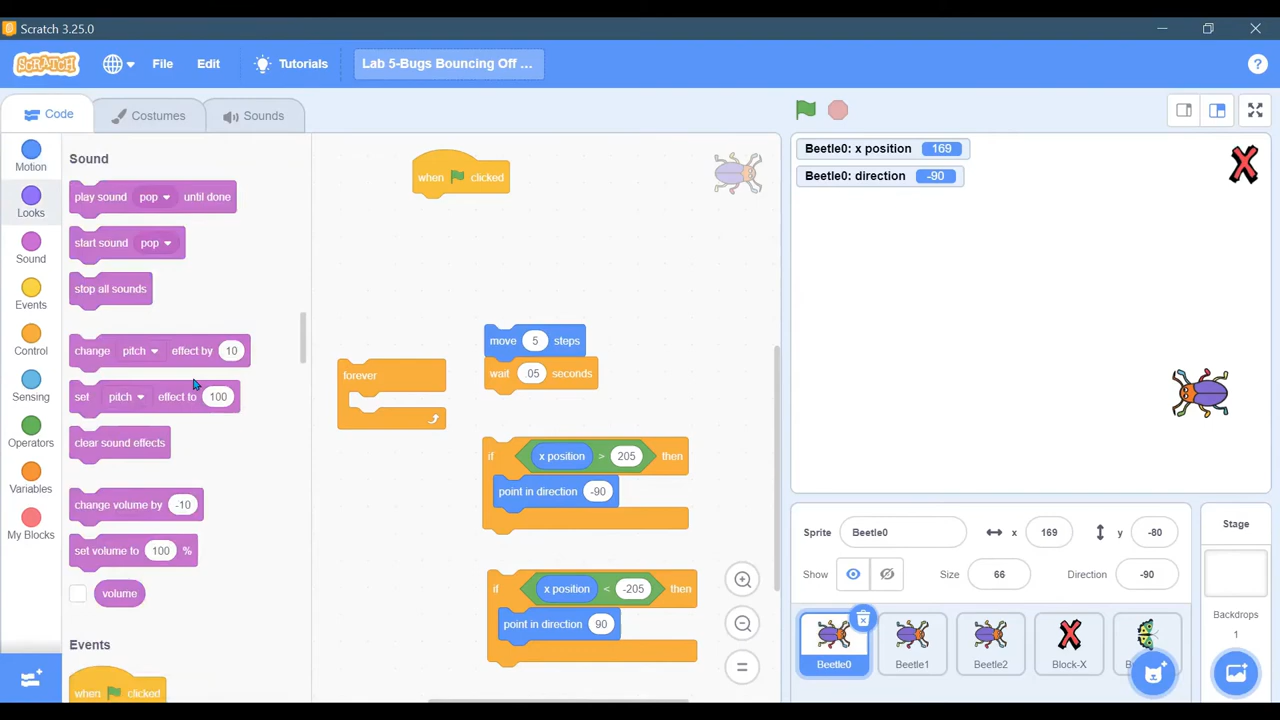 Scratch 3.25.0
SCRATCH
File
Edit
Tutorials
Lab 5-Bugs Bouncing Off ...
?
Code
Costumes
Sounds
Motion
Looks
Sound
Events
Control
Sensing
Operators
Variables
My Blocks
Sound
play sound pop until done
start sound pop
stop all sounds
change pitch effect by 10
set pitch effect to 100
clear sound effects
change volume by -10
set volume to 100 %
volume
Events
when clicked
when clicked
forever
move 5 steps
wait .05 seconds
if x position > 205 then
point in direction -90
if x position < -205 then
point in direction 90
Beetle0: x position 169
Beetle0: direction -90
Sprite Beetle0 x 169 y -80
Show Size 66 Direction -90
Beetle0
Beetle1
Beetle2
Block-X
Stage
Backdrops
1